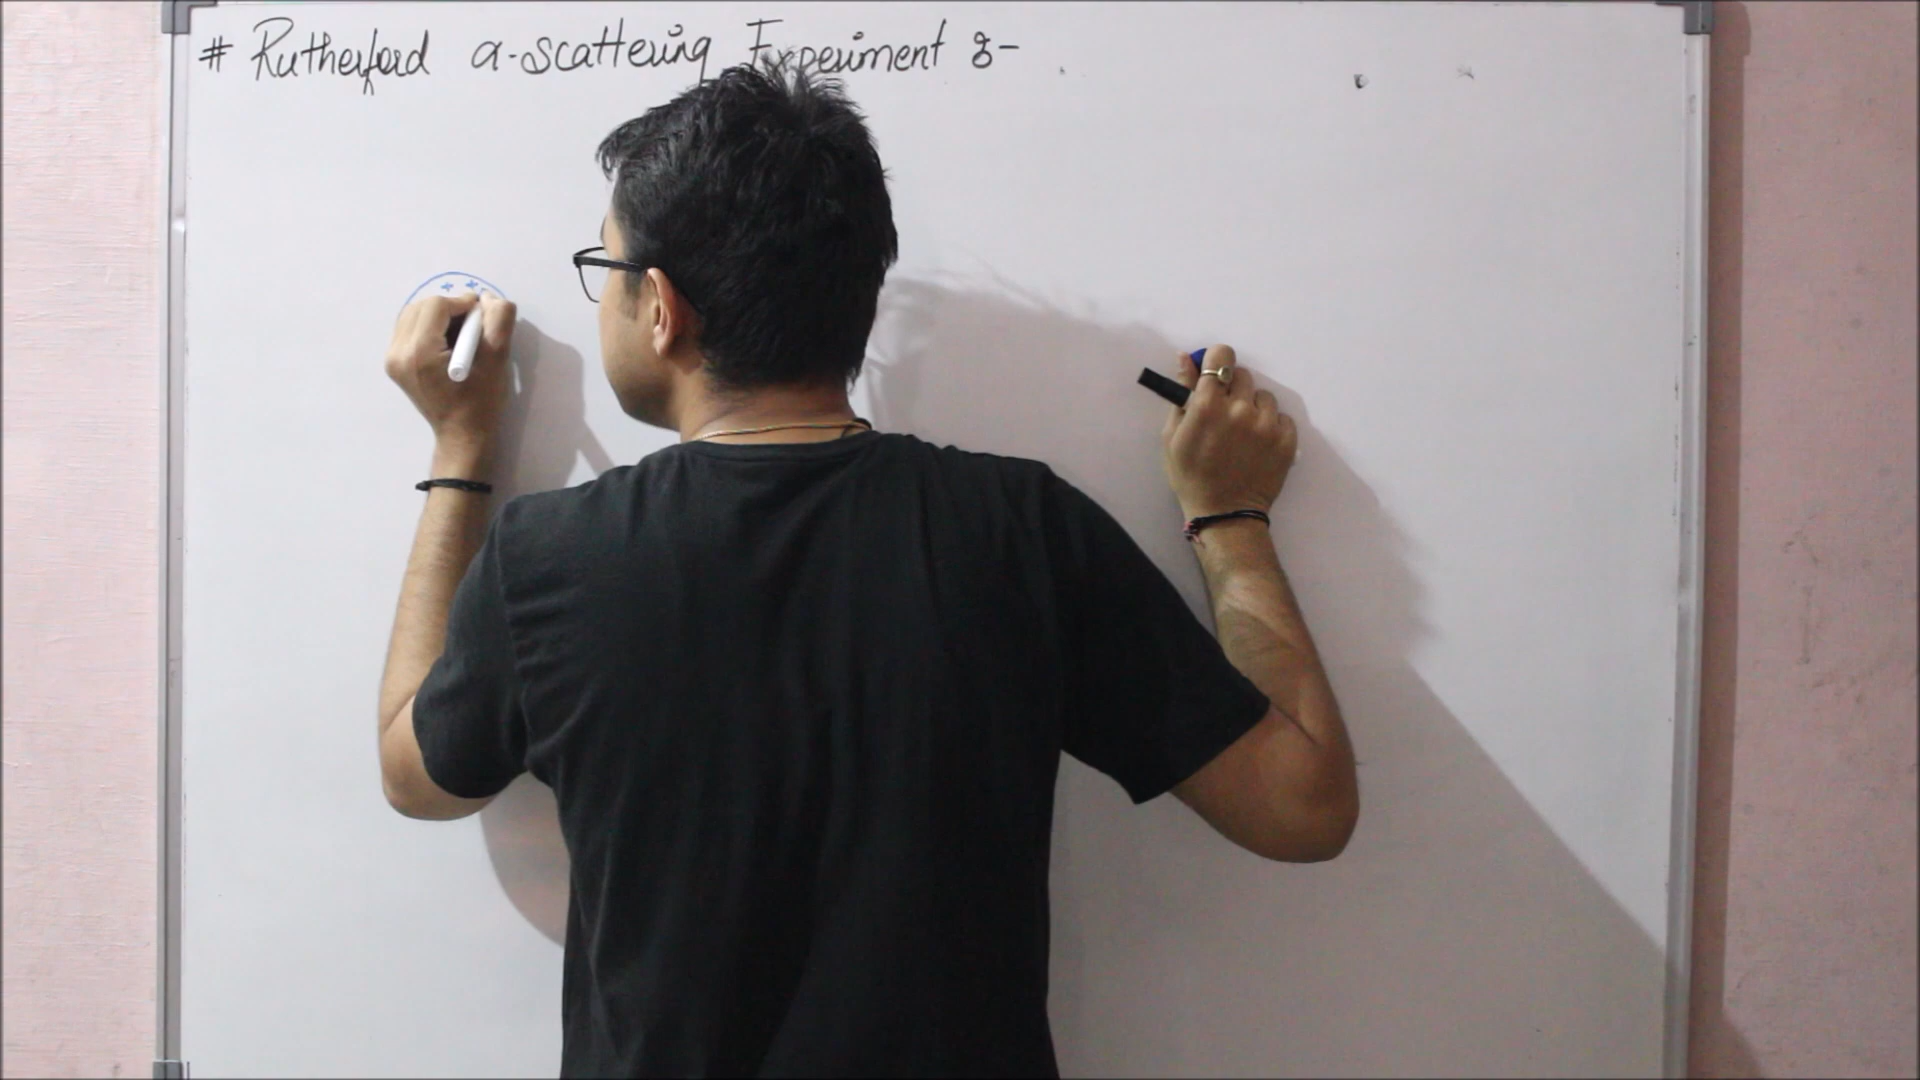 # Rutherford α-scattering Experiment :-
+ +